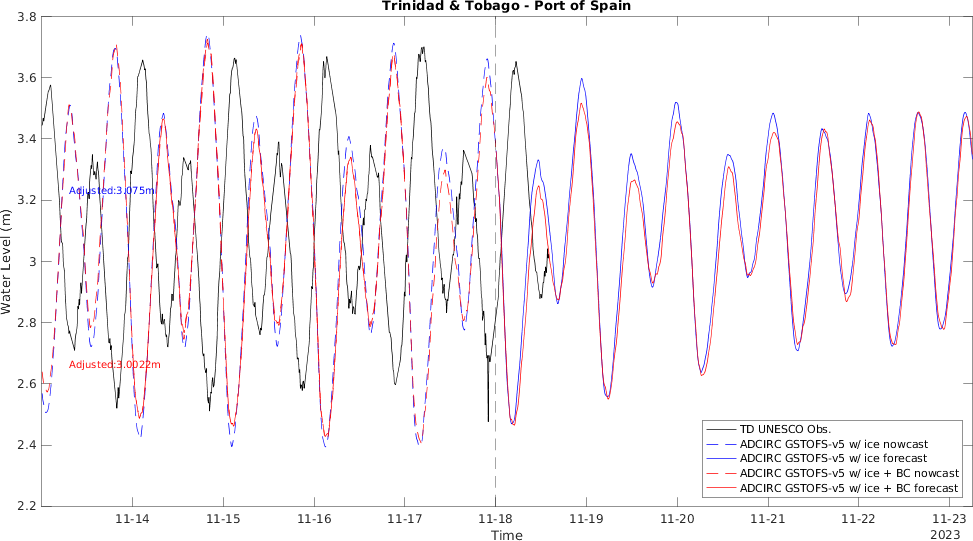 Trinidad & Tobago - Port of Spain
3.8
3.6
3.4
3.2
3
2.8
2.6
2.4
2.2
Water Level (m)
Adjusted:3.075m
Adjusted:3.0022m
TD UNESCO Obs.
ADCIRC GSTOFS-v5 w/ ice nowcast
ADCIRC GSTOFS-v5 w/ ice forecast
ADCIRC GSTOFS-v5 w/ ice + BC nowcast
ADCIRC GSTOFS-v5 w/ ice + BC forecast
11-14 11-15 11-16 11-17 11-18 11-19 11-20 11-21 11-22 11-23
Time
2023